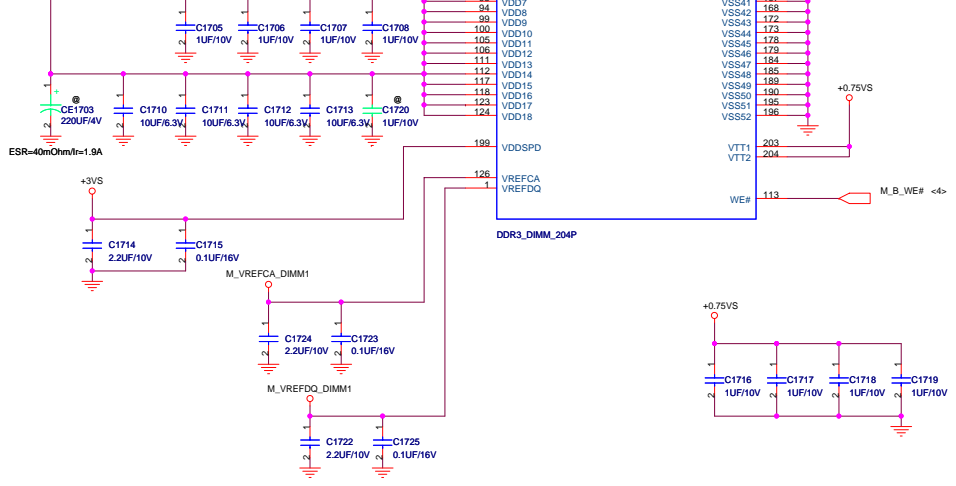 C1705
1UF/10V
C1706
1UF/10V
C1707
1UF/10V
C1708
1UF/10V
1 2
@
CE1703
220UF/4V
ESR=40mOhm/Ir=1.9A
C1710
10UF/6.3V
C1711
10UF/6.3V
C1712
10UF/6.3V
C1713
10UF/6.3V
@
C1720
1UF/10V
94
99
100
105
106
111
112
117
118
123
124
VDD7
VDD8
VDD9
VDD10
VDD11
VDD12
VDD13
VDD14
VDD15
VDD16
VDD17
VDD18
199 VDDSPD
126 VREFCA
1 VREFDQ
VSS41
VSS42 168
VSS43 172
VSS44 173
VSS45 178
VSS46 179
VSS47 184
VSS48 185
VSS49 189
VSS50 190
VSS51 195
VSS52 196
+0.75VS
VTT1 203
VTT2 204
WE# 113
M_B_WE# <4>
DDR3_DIMM_204P
+3VS
C1714
2.2UF/10V
C1715
0.1UF/16V
M_VREFCA_DIMM1
C1724
2.2UF/10V
C1723
0.1UF/16V
M_VREFDQ_DIMM1
C1722
2.2UF/10V
C1725
0.1UF/16V
+0.75VS
C1716
1UF/10V
C1717
1UF/10V
C1718
1UF/10V
C1719
1UF/10V